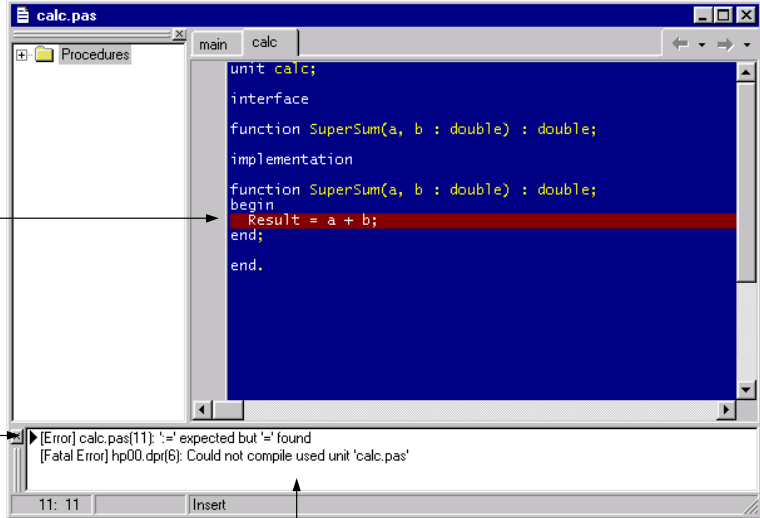 calc.pas
Procedures
main calc
unit calc;
interface
function SuperSum(a, b : double) : double;
implementation
function SuperSum(a, b : double) : double;
begin
Result = a + b;
end;
end.
[Error] calc.pas(11): ':=' expected but '=' found
[Fatal Error] hp00.dpr(6): Could not compile used unit 'calc.pas'
11: 11 Insert